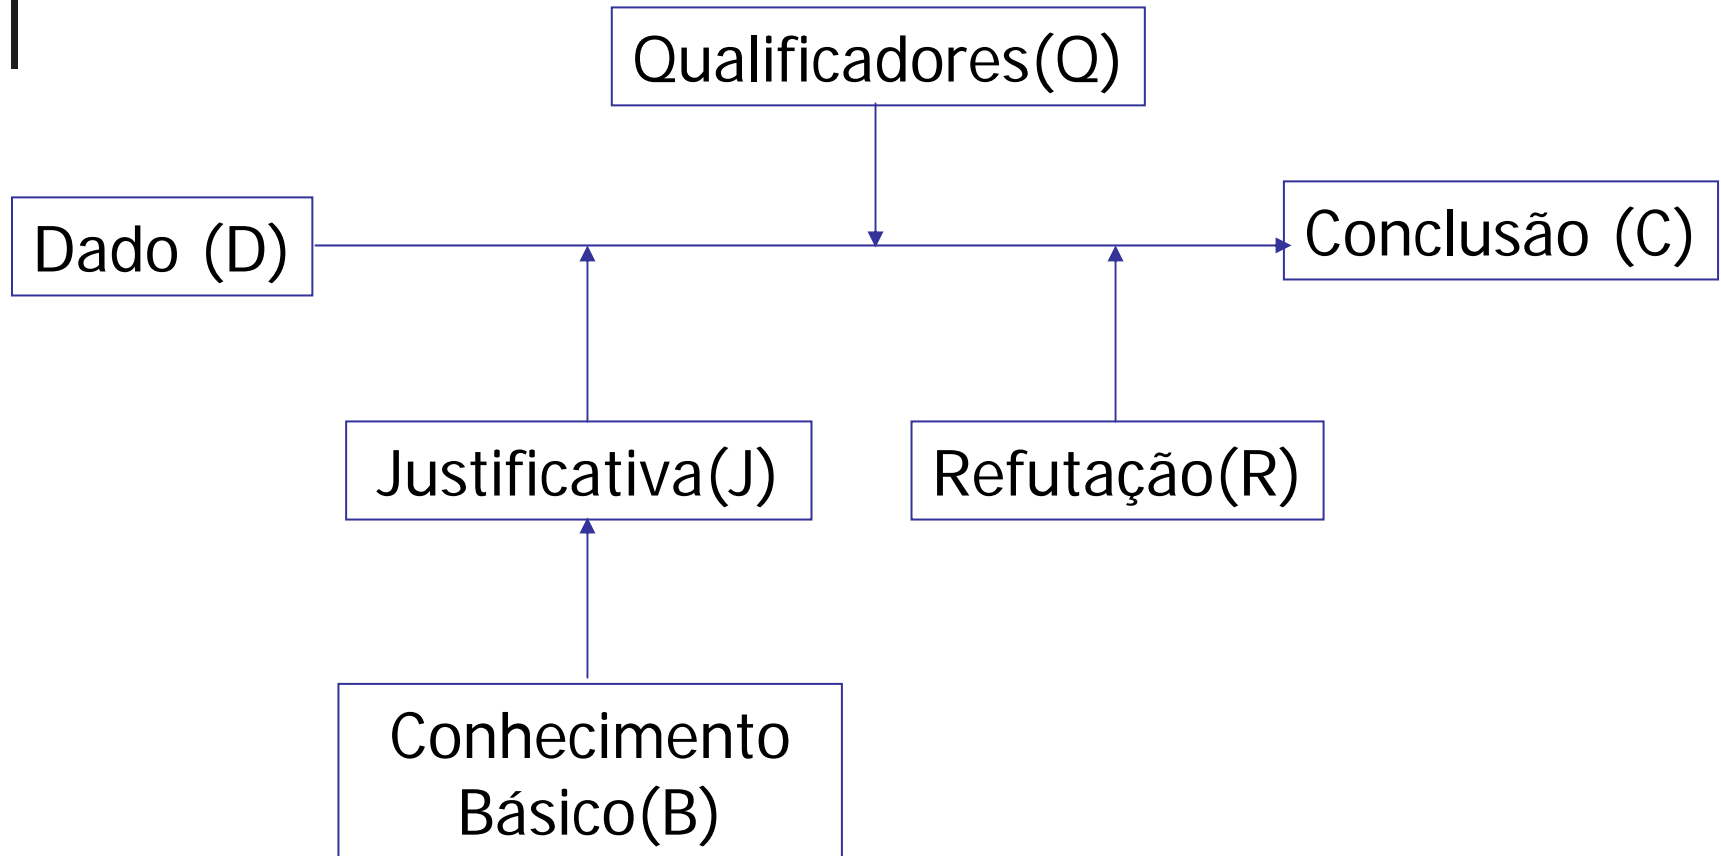 Qualificadores(Q)
Dado (D)
Conclusão (C)
Justificativa(J)
Refutação(R)
Conhecimento
Básico(B)